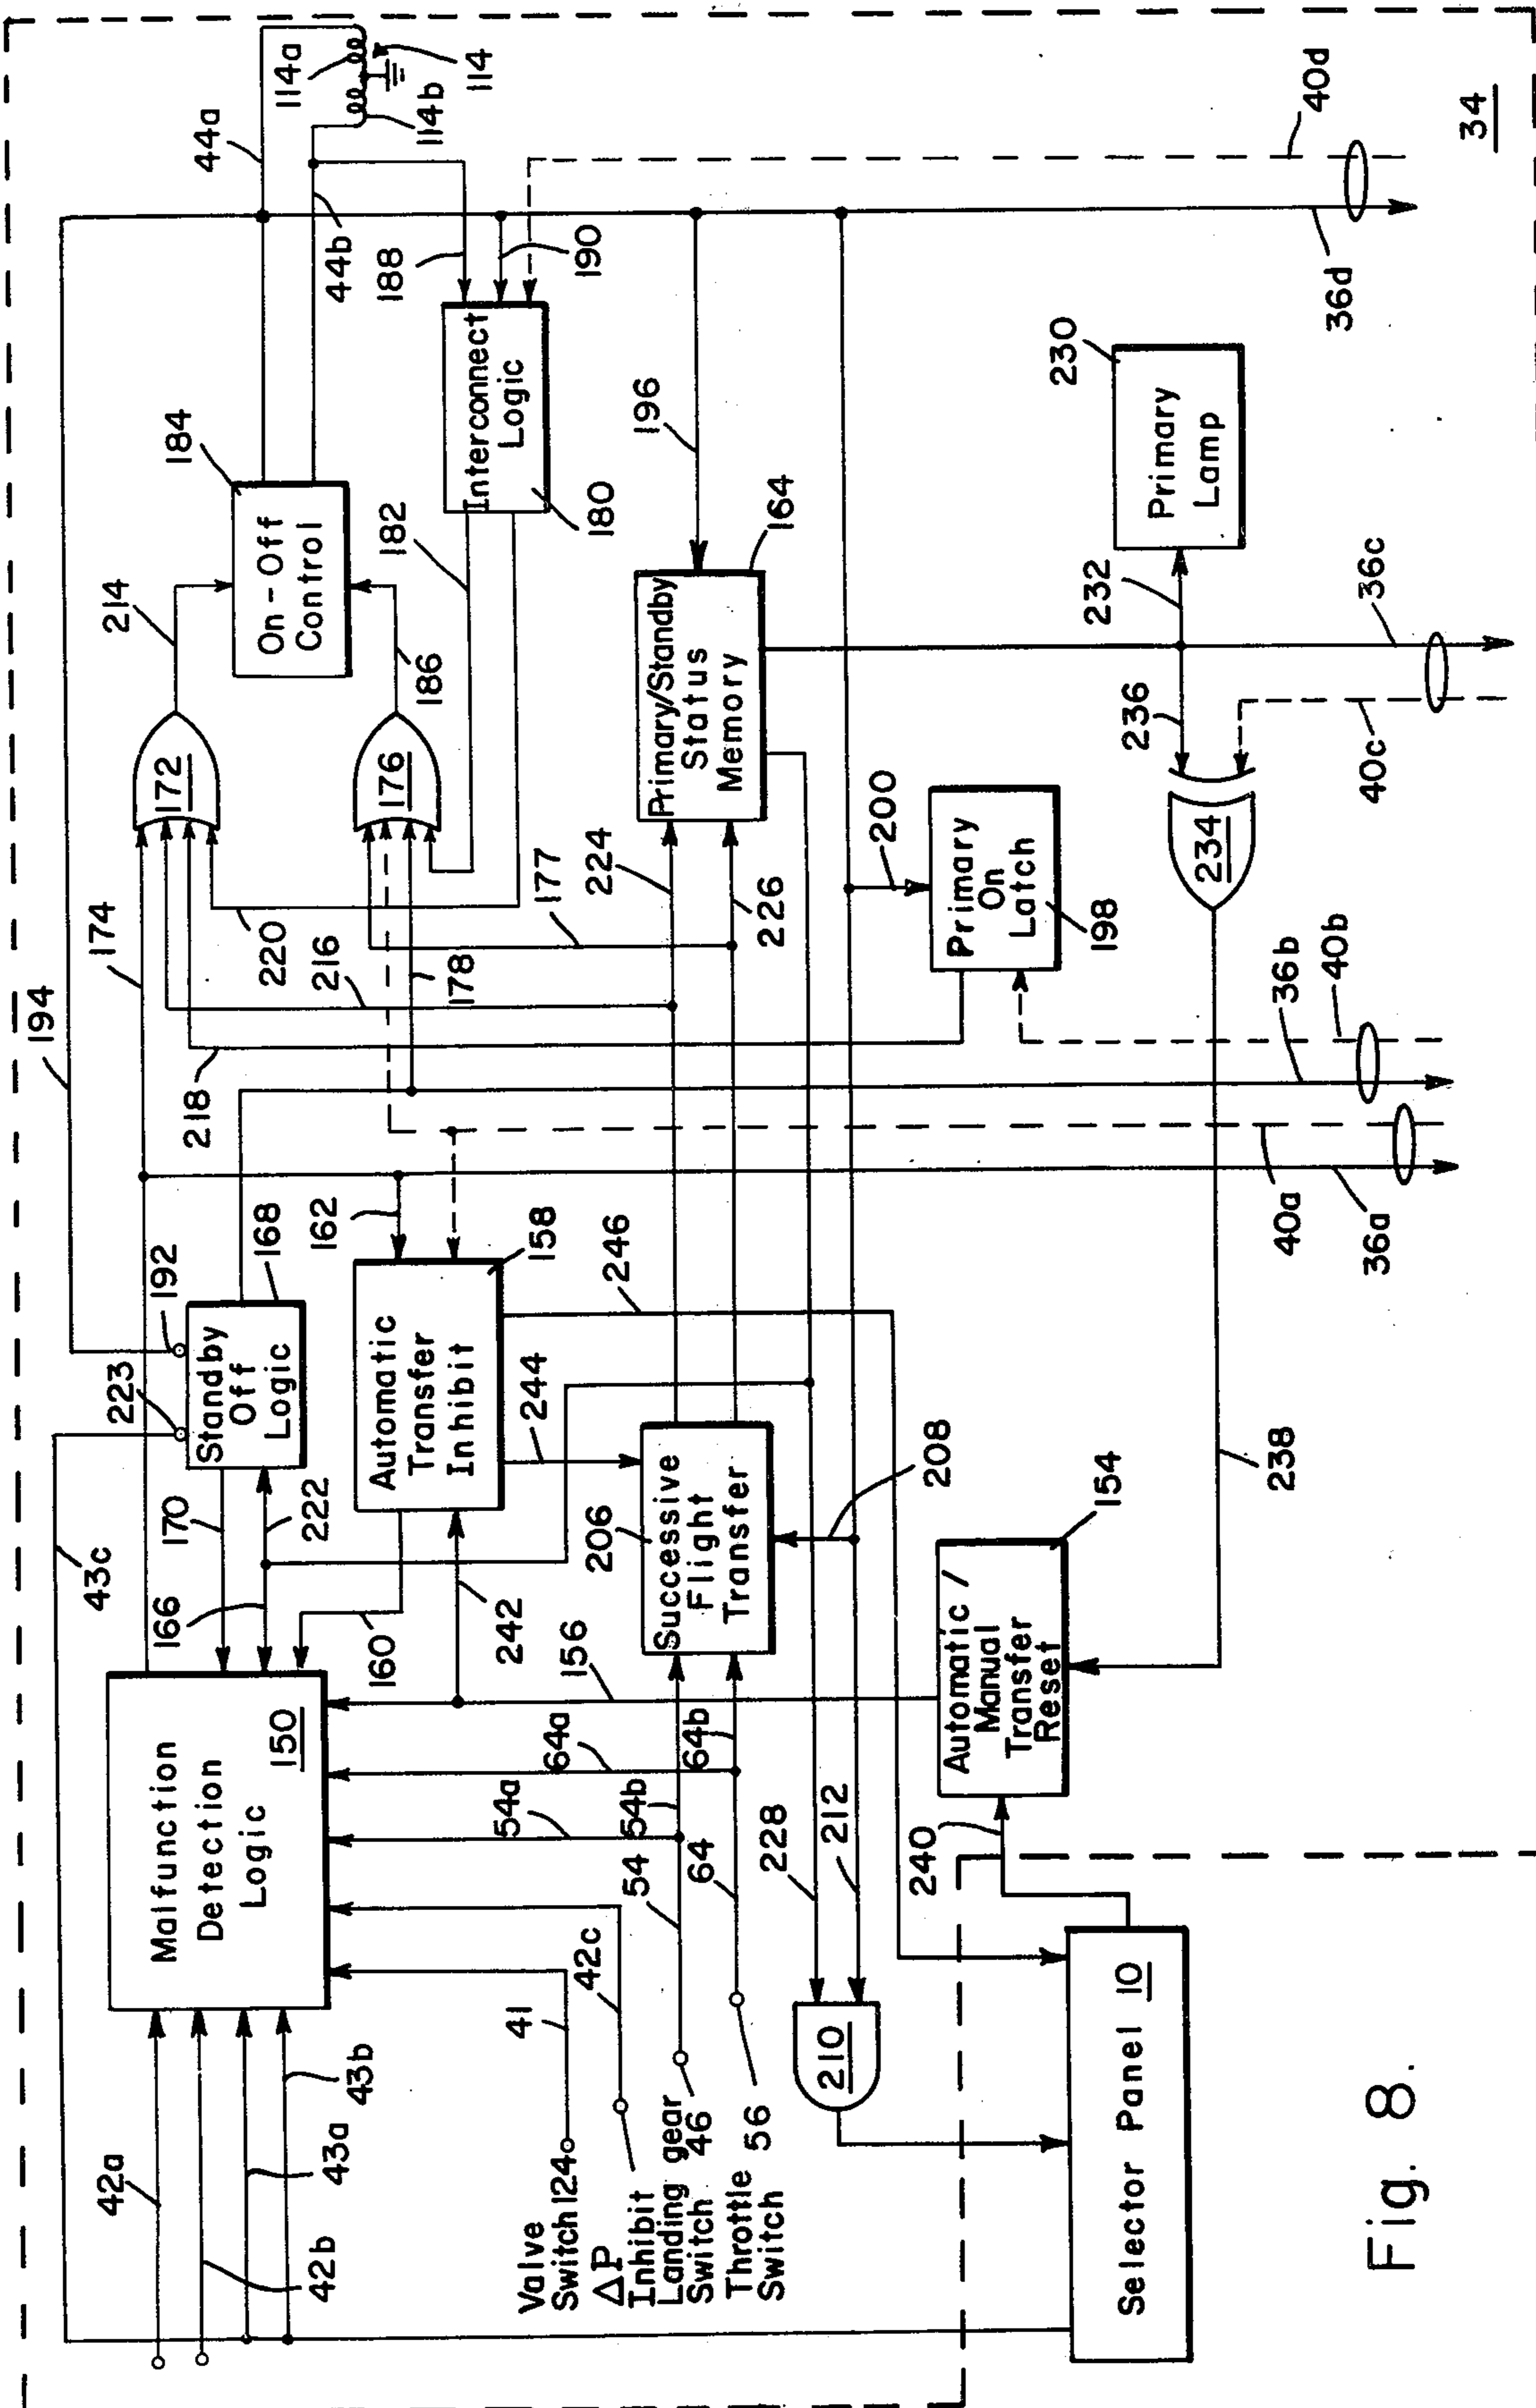 194
43c
42a
42b
43a
43b
Malfunction
Detection
Logic
150
166
170
222
223
192
Standby
Off
Logic
168
174
218
216
220
178
177
172
176
214
186
184
On-Off
Control
182
44a
44b
114a
114b
114
188
190
Interconnect
Logic
180
160
162
Automatic
Transfer
Inhibit
158
242
244
246
41
42c
54a
54b
64a
64b
54
64
156
Valve
Switch 124
ΔP
Inhibit
Landing gear
Switch 46
Throttle 56
Switch
206
Successive
Flight
Transfer
208
224
226
Primary/Standby
Status
Memory
164
196
200
Primary
On
Latch
198
228
212
210
240
Automatic/
Manual
Transfer
Reset
154
238
234
236
232
230
Primary
Lamp
36a
40a
36b
40b
40c
36c
36d
40d
34
Selector Panel 10
Fig. 8.